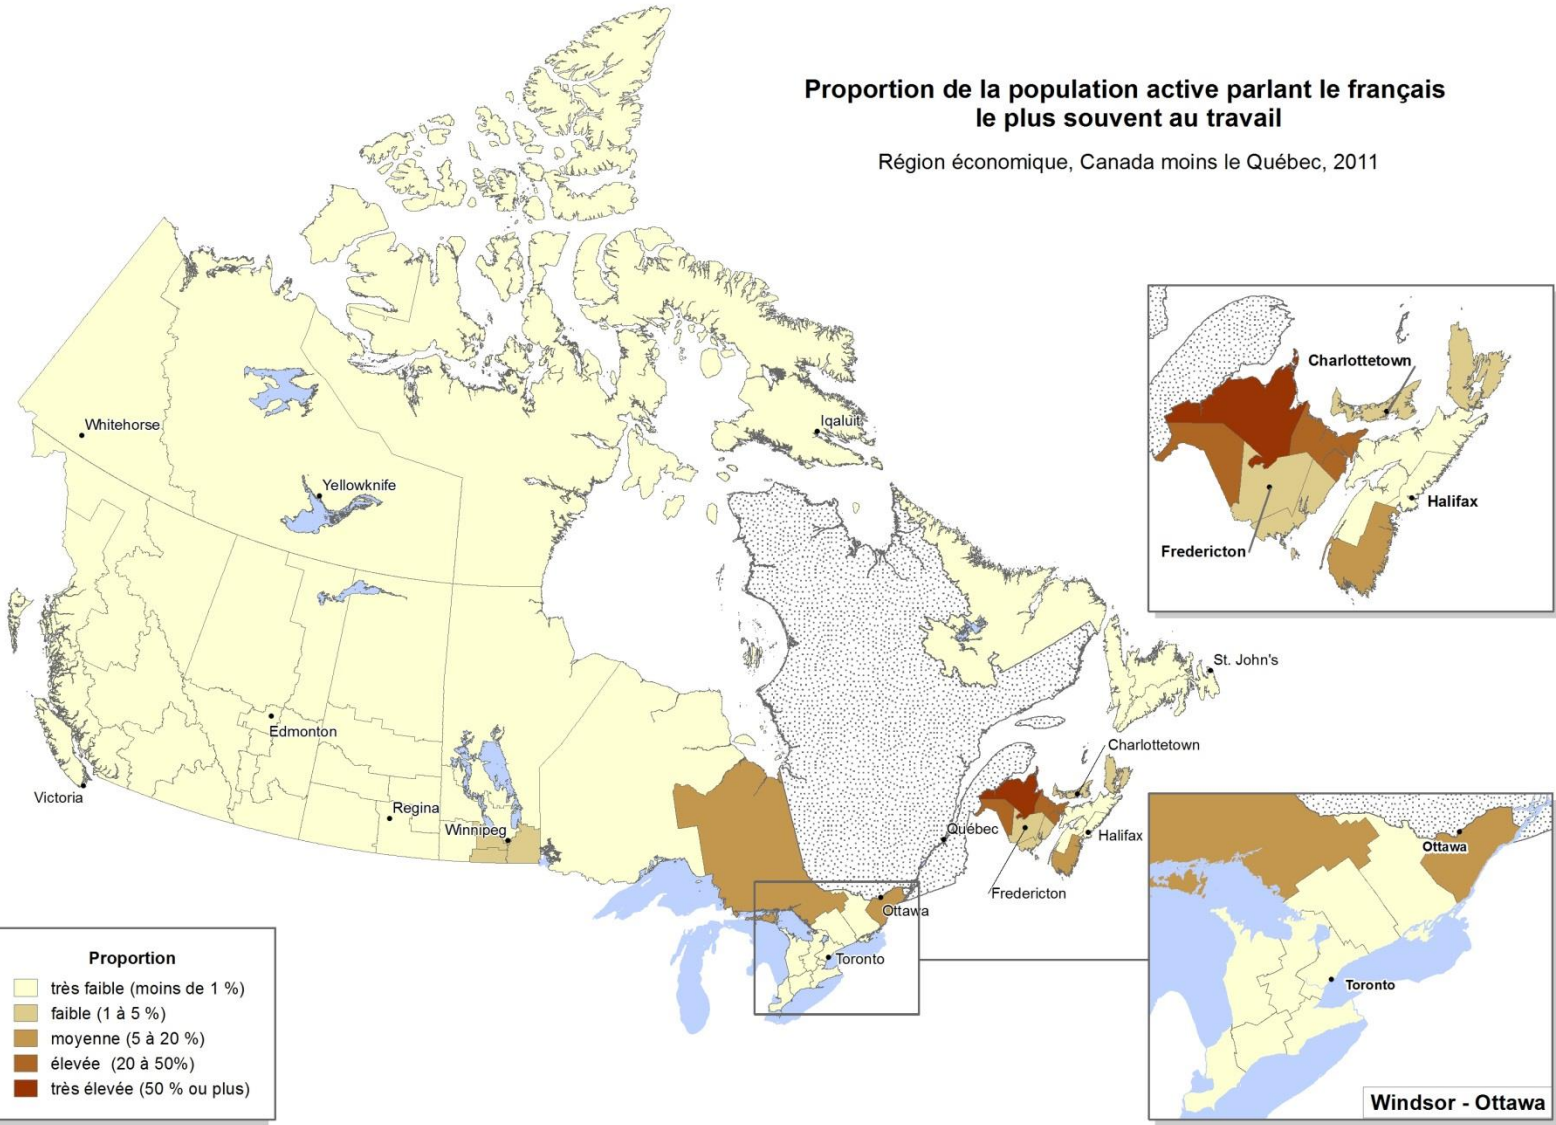 Proportion de la population active parlant le français
le plus souvent au travail
Région économique, Canada moins le Québec, 2011
Whitehorse
Yellowknife
Iqaluit
Edmonton
Victoria
Regina
Winnipeg
St. John's
Charlottetown
Québec
Halifax
Fredericton
Ottawa
Toronto
Charlottetown
Halifax
Fredericton
Ottawa
Toronto
Windsor - Ottawa
Proportion
très faible (moins de 1 %)
faible (1 à 5 %)
moyenne (5 à 20 %)
élevée (20 à 50%)
très élevée (50 % ou plus)